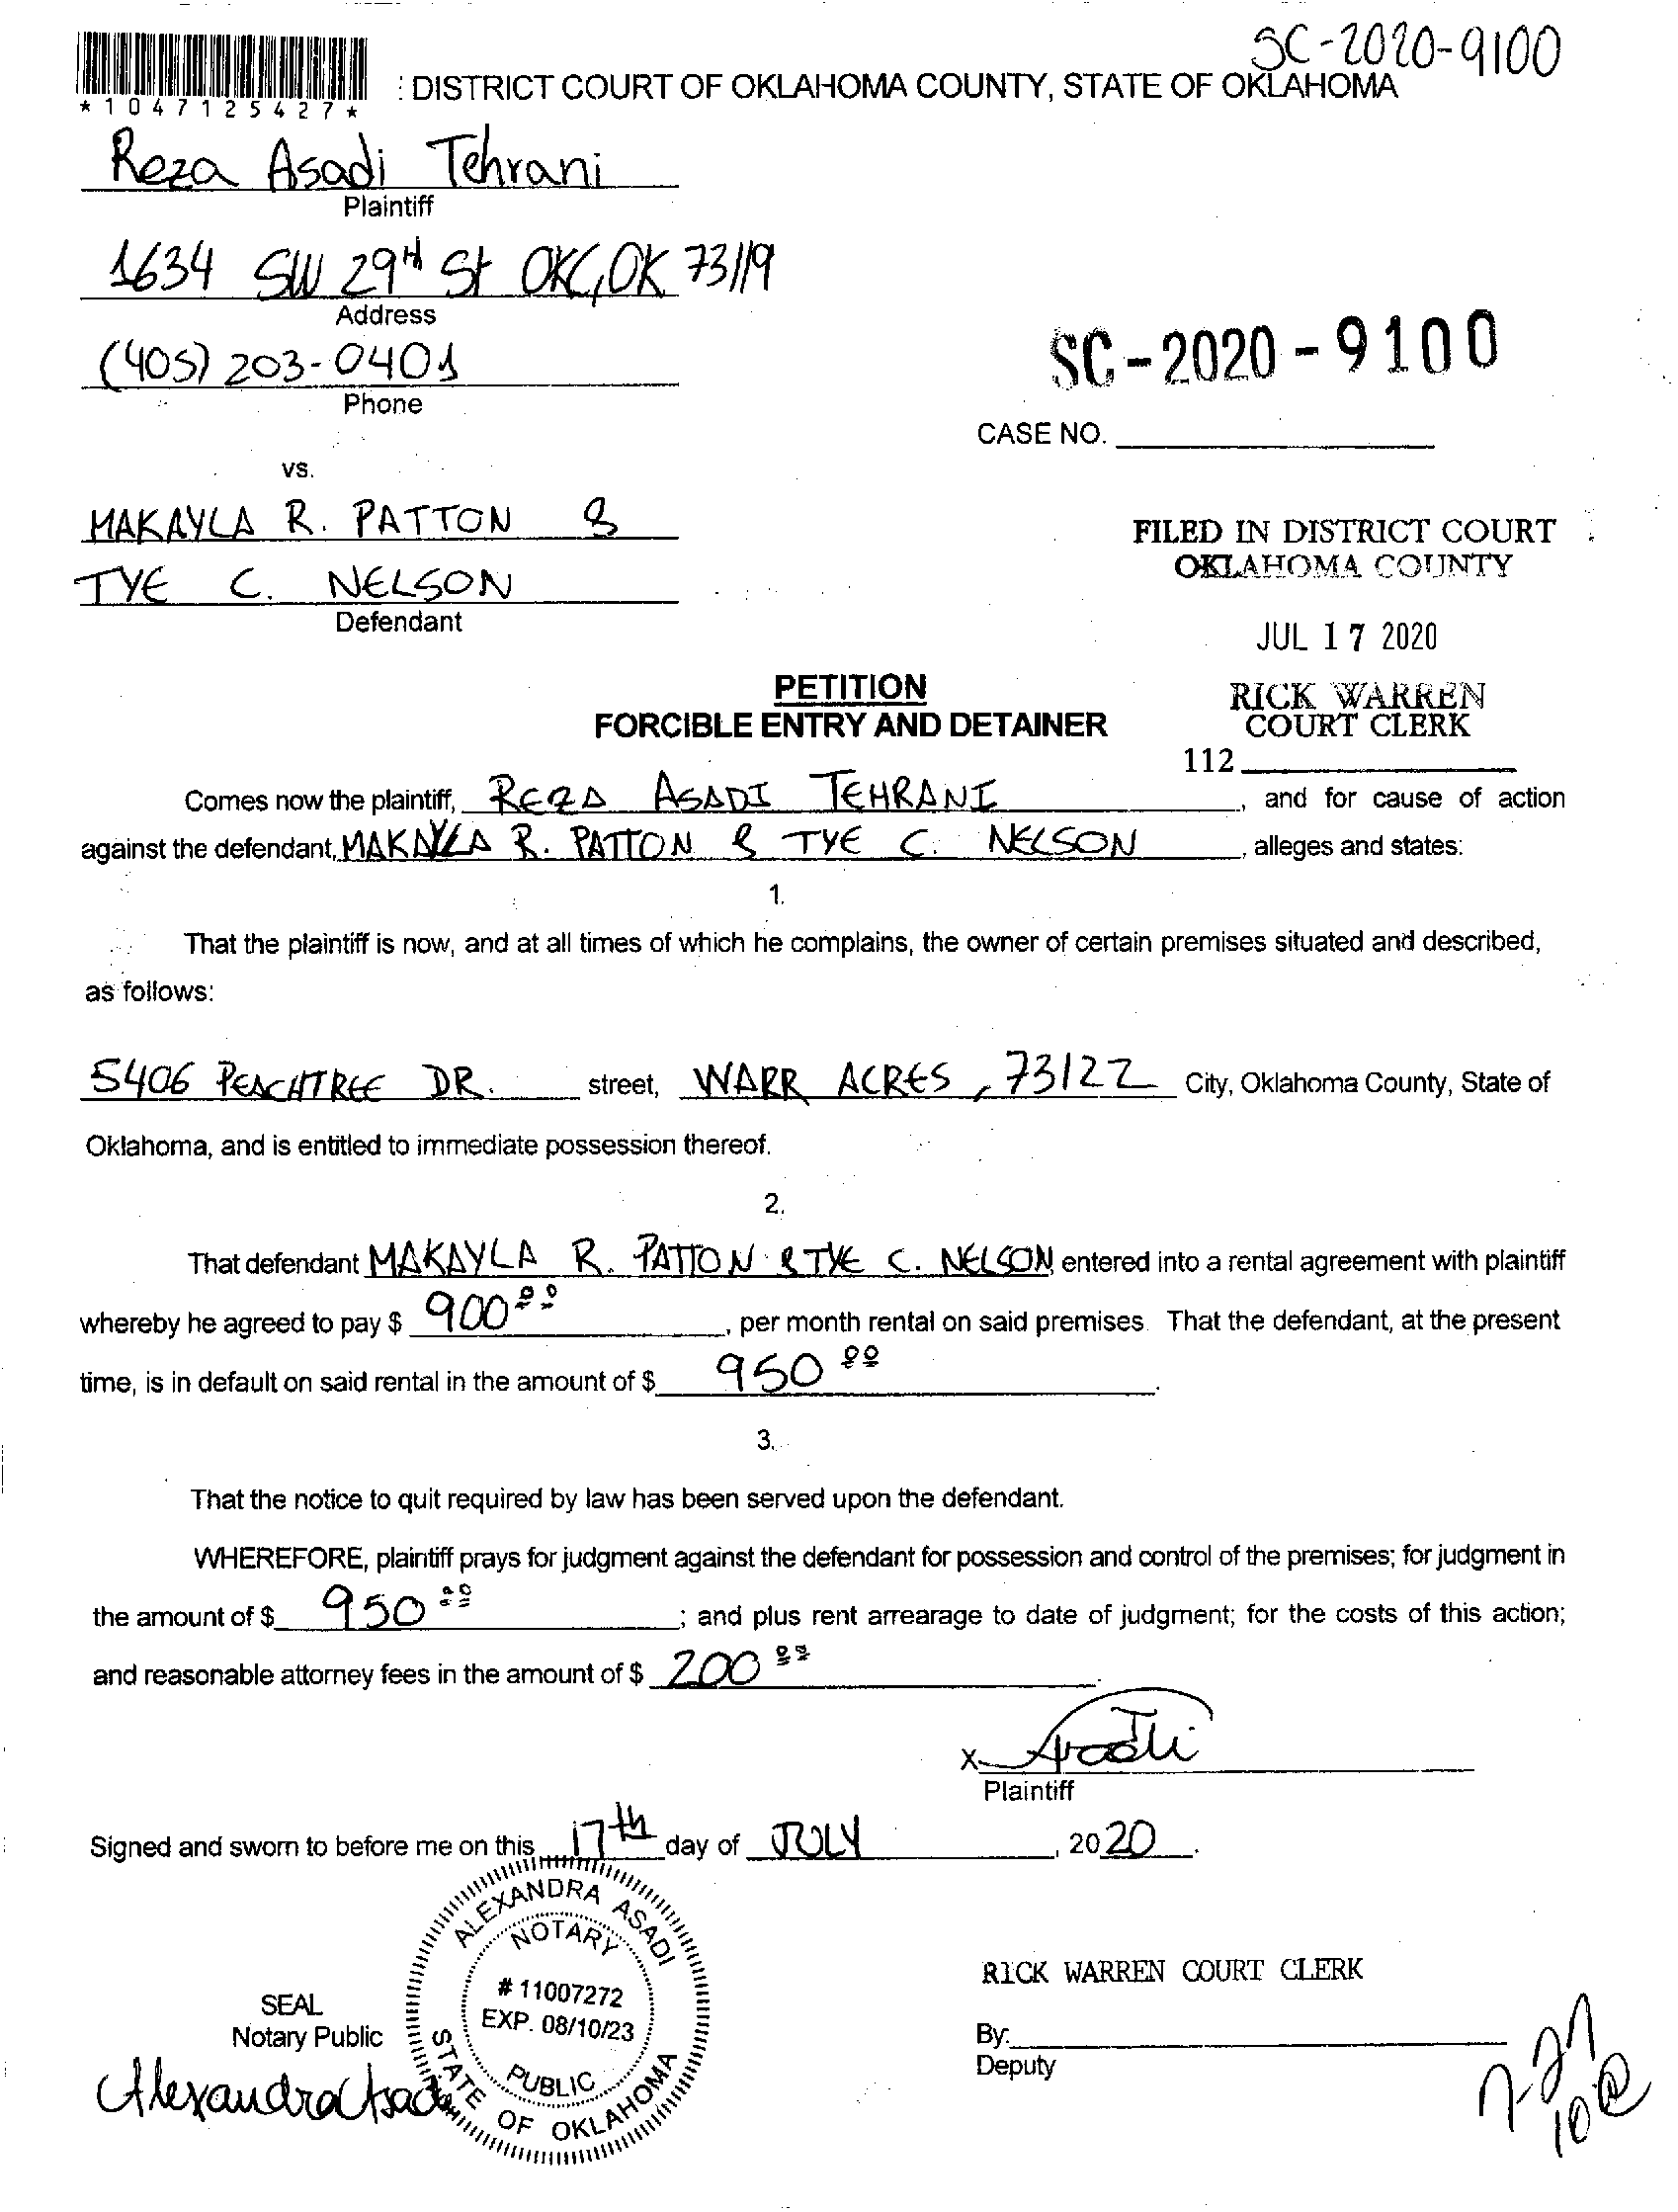 SC-2020-9100
*1047125427*
: DISTRICT COURT OF OKLAHOMA COUNTY, STATE OF OKLAHOMA
Reza Asadi Tehrani
Plaintiff
1634 SW 29th St OKC, OK 73119
Address
(405) 203-0401
Phone
SC-2020-9100
CASE NO.
vs.
MAKAYLA R. PATTON &
TYE C. NELSON
Defendant
FILED IN DISTRICT COURT
OKLAHOMA COUNTY
JUL 17 2020
RICK WARREN
COURT CLERK
112
PETITION
FORCIBLE ENTRY AND DETAINER
Comes now the plaintiff, REZA ASADI TEHRANI, and for cause of action
against the defendant, MAKAYLA R. PATTON & TYE C. NELSON, alleges and states:
1.
That the plaintiff is now, and at all times of which he complains, the owner of certain premises situated and described,
as follows:
5406 PEACHTREE DR. street, WARR ACRES, 73122 City, Oklahoma County, State of
Oklahoma, and is entitled to immediate possession thereof.
2.
That defendant MAKAYLA R. PATTON & TYE C. NELSON, entered into a rental agreement with plaintiff
whereby he agreed to pay $ 900.00, per month rental on said premises. That the defendant, at the present
time, is in default on said rental in the amount of $ 950.00.
3.
That the notice to quit required by law has been served upon the defendant.
WHEREFORE, plaintiff prays for judgment against the defendant for possession and control of the premises; for judgment in
the amount of $ 950.00; and plus rent arrearage to date of judgment; for the costs of this action;
and reasonable attorney fees in the amount of $ 200.00.
X
Plaintiff
Signed and sworn to before me on this 17th day of JULY, 2020.
ALEXANDRA ASADI
NOTARY
# 11007272
EXP. 08/10/23
PUBLIC
STATE OF OKLAHOMA
SEAL
Notary Public
Alexandra Asadi
RICK WARREN COURT CLERK
By:
Deputy